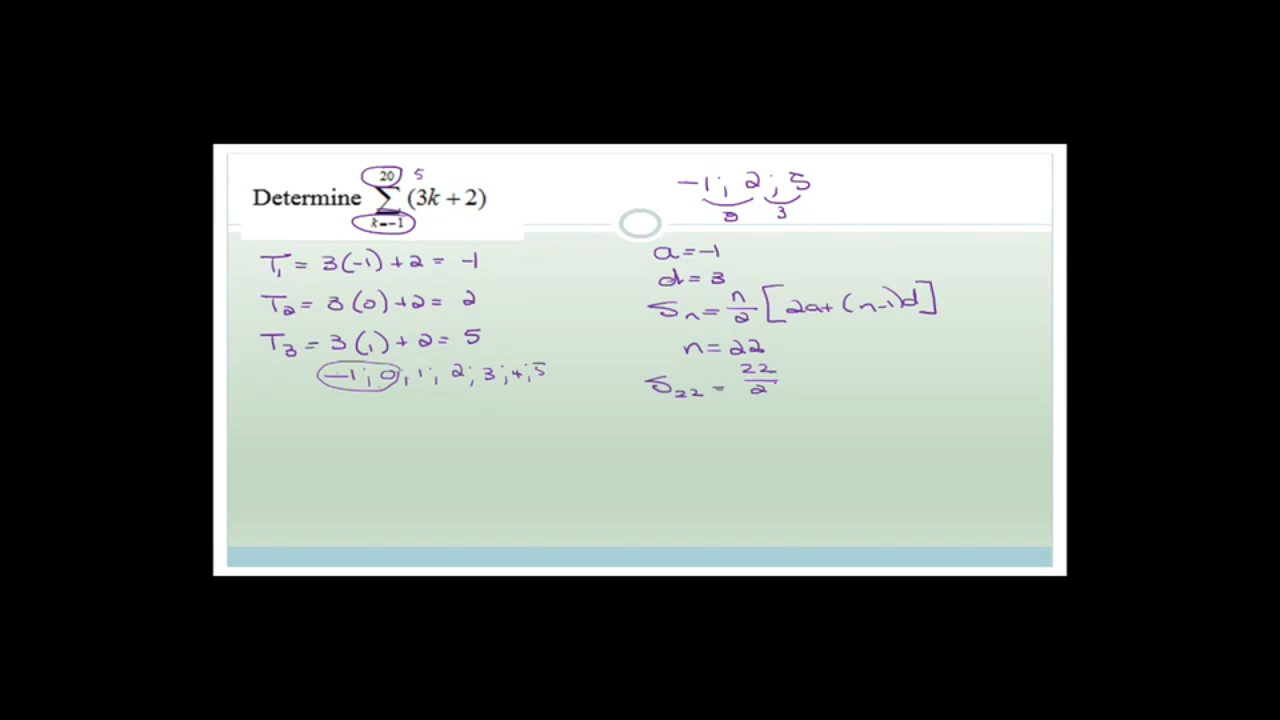 Determine 20 5
∑ (3k + 2)
k=-1
T₁ = 3(-1) + 2 = -1
T₂ = 3(0) + 2 = 2
T₃ = 3(1) + 2 = 5
-1; 0; 1; 2; 3; 4; 5
-1; 2; 5
3 3
a = -1
d = 3
Sₙ = n/2 [2a + (n-1)d]
n = 22
S₂₂ = 22/2